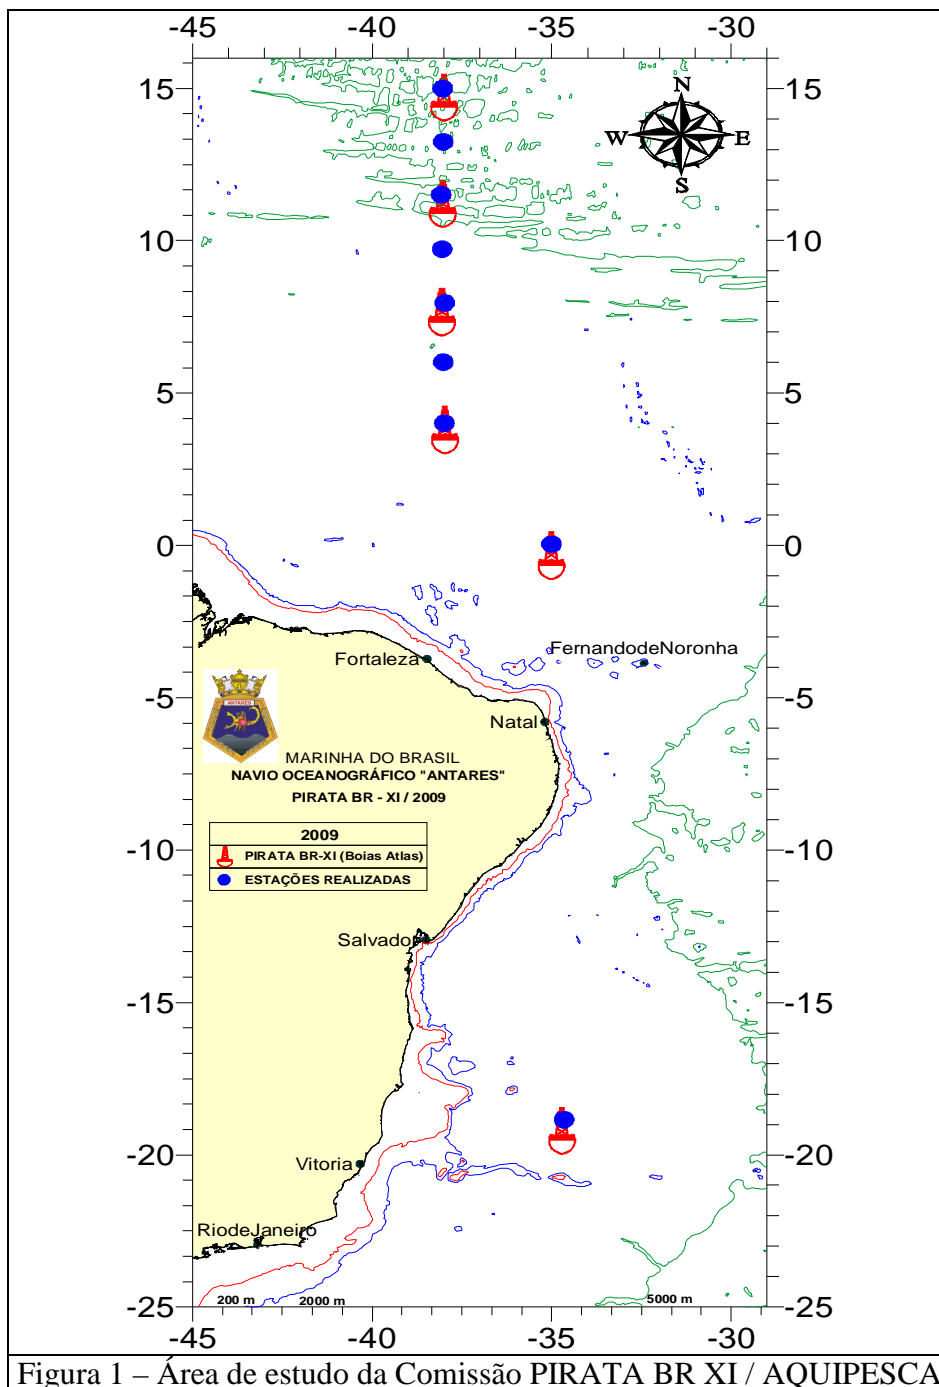 -45 -40 -35 -30
15 15
N
W E
S
10 10
5 5
0 0
FernandodeNoronha
Fortaleza
-5 -5
ANTARES
Natal
MARINHA DO BRASIL
NAVIO OCEANOGRÁFICO "ANTARES"
PIRATA BR - XI / 2009
2009
PIRATA BR-XI (Boias Atlas)
ESTAÇÕES REALIZADAS
-10 -10
Salvador
-15 -15
-20 -20
Vitoria
RiodeJaneiro
200 m 2000 m 5000 m
-25 -25
-45 -40 -35 -30
Figura 1 – Área de estudo da Comissão PIRATA BR XI / AQUIPESCA